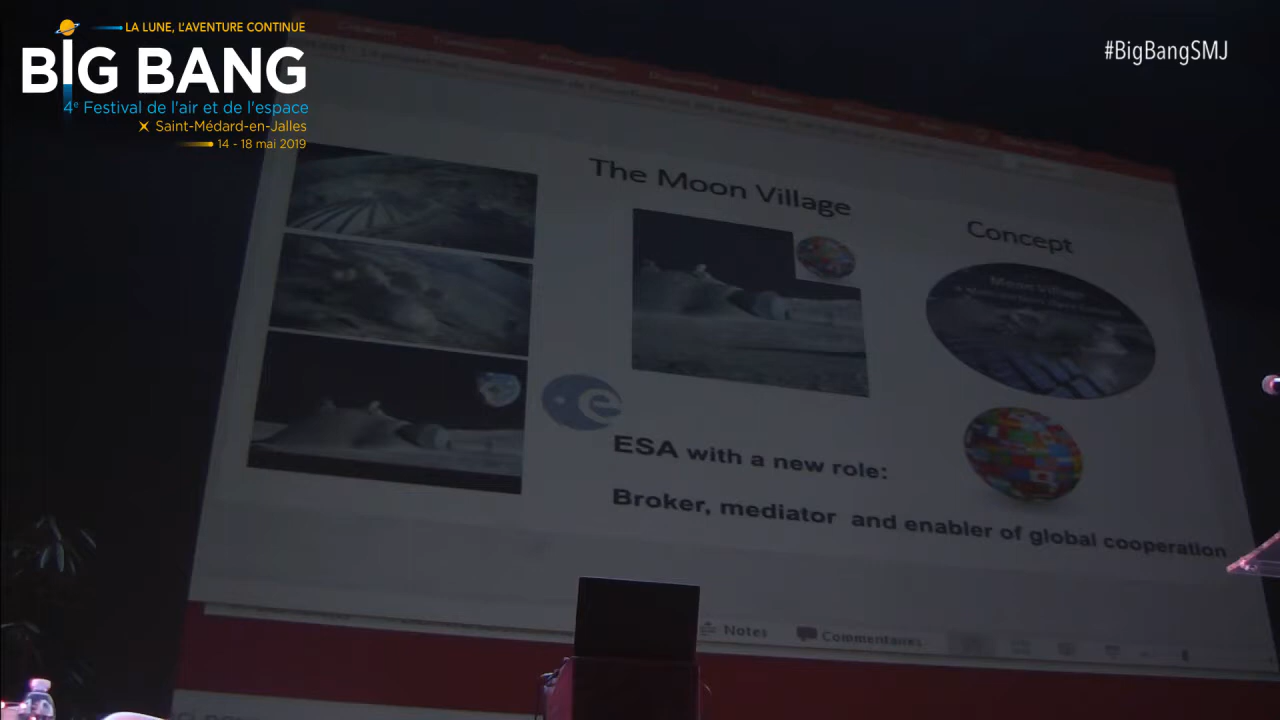 LA LUNE, L'AVENTURE CONTINUE
BIG BANG
4e Festival de l'air et de l'espace
Saint-Médard-en-Jalles
14 - 18 mai 2019
#BigBangSMJ
The Moon Village
Concept
Moon Village
e
ESA with a new role:
Broker, mediator and enabler of global cooperation
Notes
Commentaires